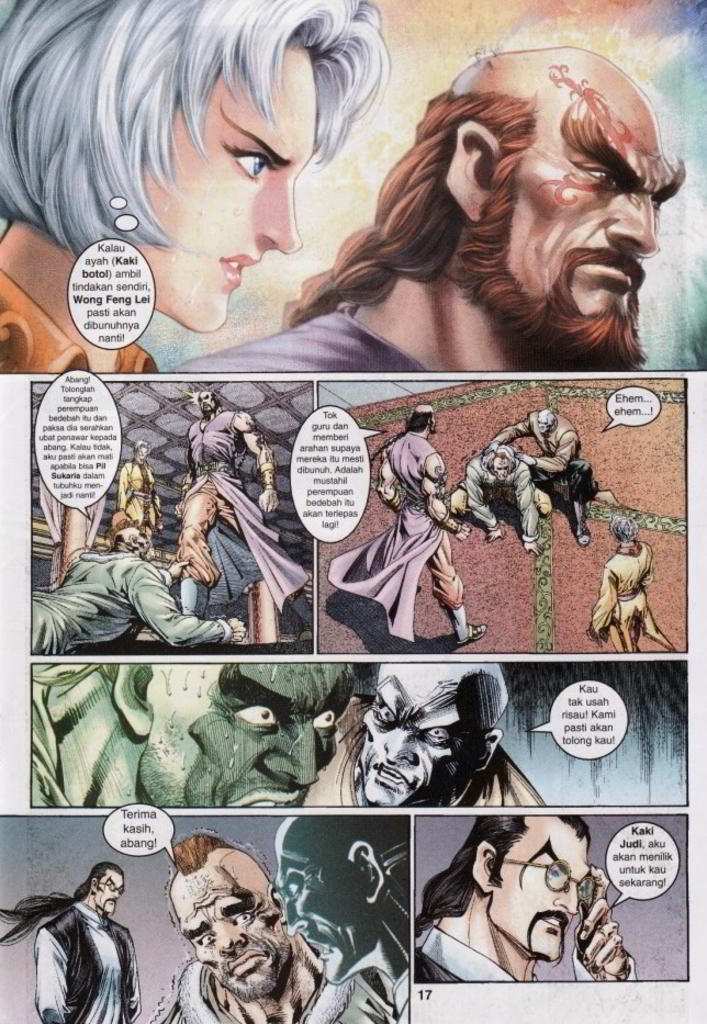 Kalau
ayah (Kaki
botol) ambil
tindakan sendiri,
Wong Feng Lei
pasti akan
dibunuhnya
nanti!
Abang!
Tolonglah
tangkap
perempuan
bedebah itu dan
paksa dia serahkan
ubat penawar kepada
abang. Kalau tidak,
aku pasti akan mati
apabila bisa Pil
Sukaria dalam
tubuhku men-
jadi nanti!
Tok
guru dan
memberi
arahan supaya
mereka itu mesti
dibunuh. Adalah
mustahil
perempuan
bedebah itu
akan terlepas
lagi!
Ehem...
ehem...!
Kau
tak usah
risau! Kami
pasti akan
tolong kau!
Terima
kasih,
abang!
Kaki
Judi, aku
akan menilik
untuk kau
sekarang!
17